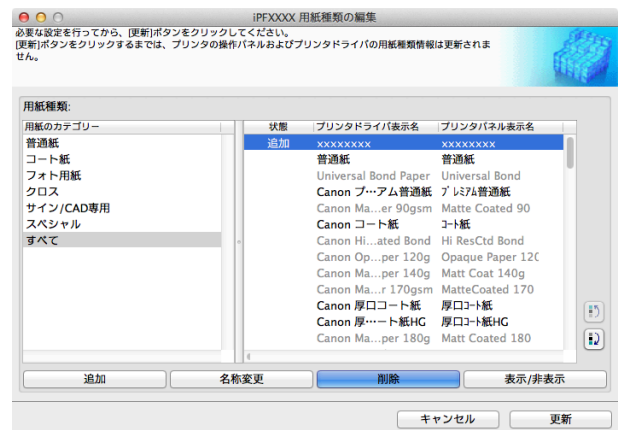 iPFXXXX 用紙種類の編集
必要な設定を行ってから、[更新]ボタンをクリックしてください。
[更新]ボタンをクリックするまでは、プリンタの操作パネルおよびプリンタドライバの用紙種類情報は更新されま
せん。
用紙種類:
用紙のカテゴリー
普通紙
コート紙
フォト用紙
クロス
サイン/CAD専用
スペシャル
すべて
状態 プリンタドライバ表示名 プリンタパネル表示名
追加 xxxxxxxx xxxxxxxx
普通紙 普通紙
Universal Bond Paper Universal Bond
Canon プ…アム普通紙 プレミアム普通紙
Canon Ma...er 90gsm Matte Coated 90
Canon コート紙 コート紙
Canon Hi...ated Bond Hi ResCtd Bond
Canon Op...per 120g Opaque Paper 120
Canon Ma...per 140g Matt Coat 140g
Canon Ma...r 170gsm MatteCoated 170
Canon 厚口コート紙 厚口コート紙
Canon 厚…ート紙HG 厚口コート紙HG
Canon Ma...per 180g Matt Coated 180
追加 名称変更 削除 表示/非表示
キャンセル 更新